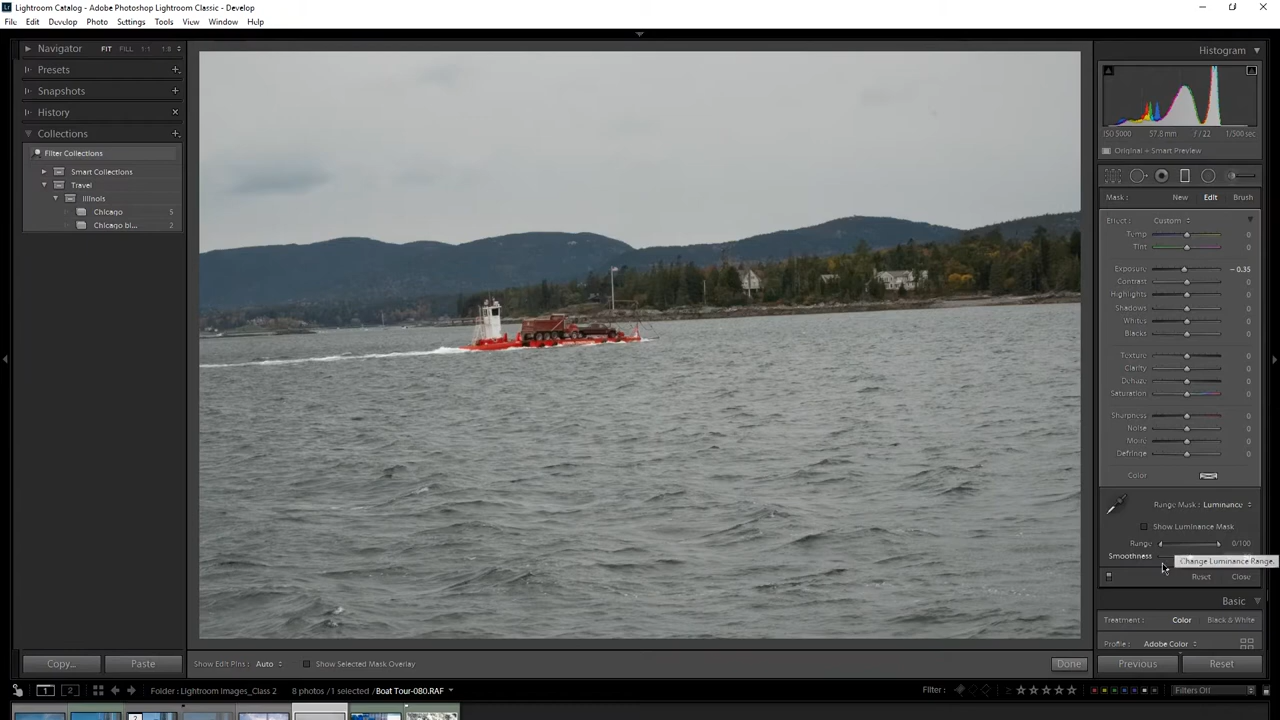 Lightroom Catalog - Adobe Photoshop Lightroom Classic - Develop
File Edit Develop Photo Settings Tools View Window Help
Navigator FIT FILL 1:1 1:8
Presets
Snapshots
History
Collections
Filter Collections
Smart Collections
Travel
Illinois
Chicago 5
Chicago bl... 2
Copy... Paste
Histogram
ISO 5000 57.8 mm f / 22 1/500 sec
Original + Smart Preview
Mask : New Edit Brush
Effect : Custom
Temp 0
Tint 0
Exposure – 0.35
Contrast 0
Highlights 0
Shadows 0
Whites 0
Blacks 0
Texture 0
Clarity 0
Dehaze 0
Saturation 0
Sharpness 0
Noise 0
Moiré 0
Defringe 0
Color
Range Mask : Luminance
Show Luminance Mask
Range 0/100
Smoothness
Change Luminance Range.
Reset Close
Basic
Treatment : Color Black & White
Profile : Adobe Color
Previous Reset
Show Edit Pins : Auto Show Selected Mask Overlay Done
1 2 Folder : Lightroom Images_Class 2 8 photos / 1 selected / Boat Tour-080.RAF Filter : Filters Off
2